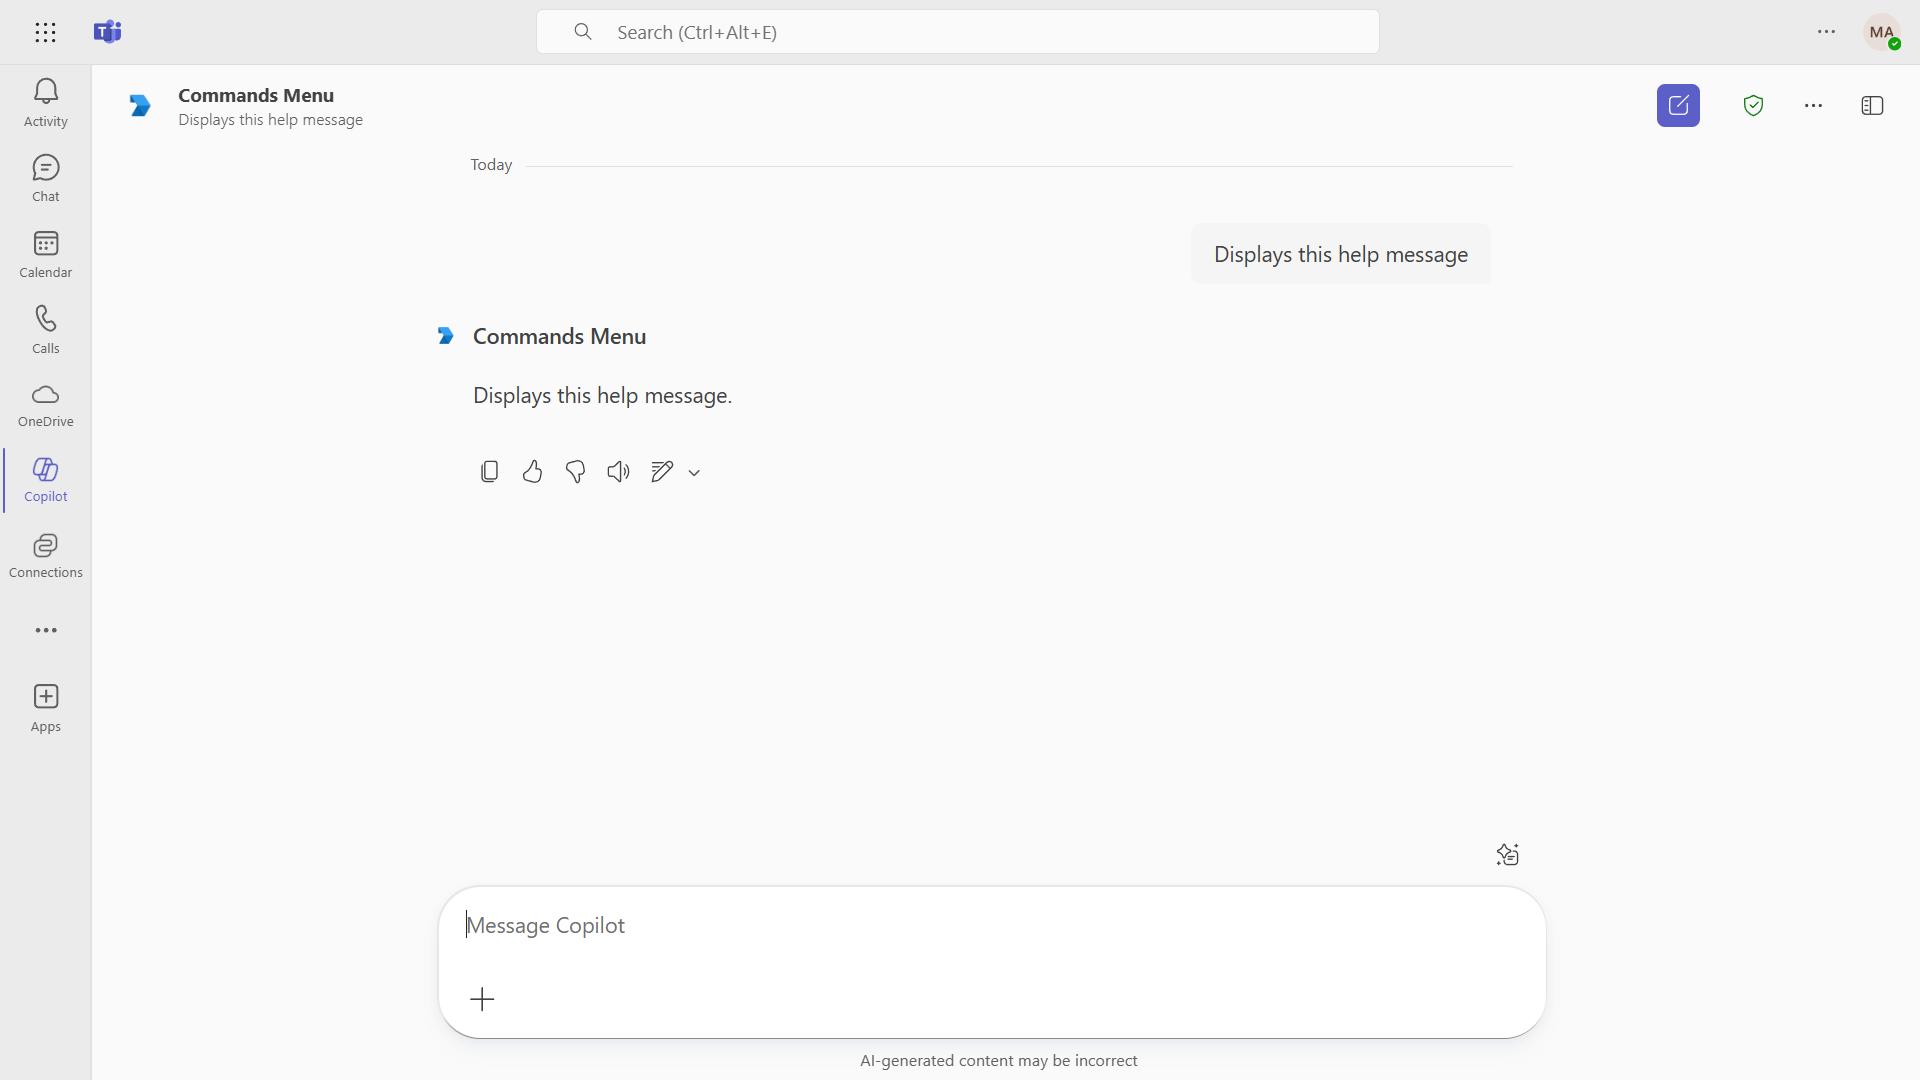 Search (Ctrl+Alt+E)
MA
Activity
Chat
Calendar
Calls
OneDrive
Copilot
Connections
Apps
Commands Menu
Displays this help message
Today
Displays this help message
Commands Menu
Displays this help message.
Message Copilot
AI-generated content may be incorrect